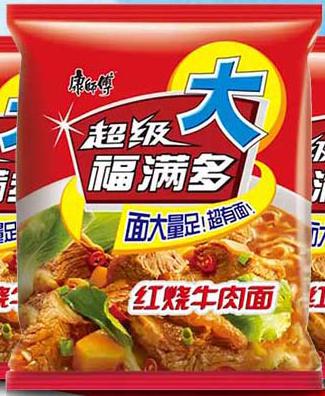 康师傅
大
超级
福满多
面大量足！超有面！
红烧牛肉面